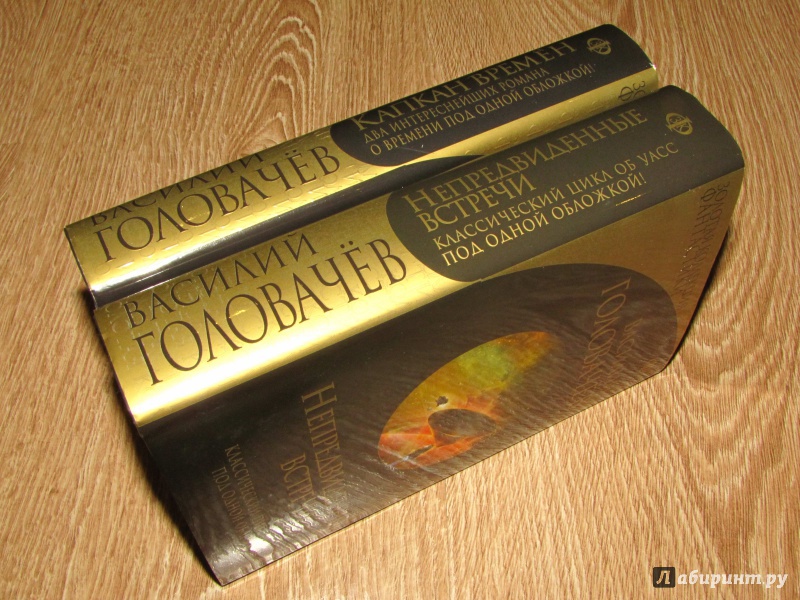 ВАСИЛИЙ
ГОЛОВАЧЁВ
КАПКАН ВРЕМЕН
ДВА ИНТЕРЕСНЕЙШИХ РОМАНА
О ВРЕМЕНИ ПОД ОДНОЙ ОБЛОЖКОЙ!
ВАСИЛИЙ
ГОЛОВАЧЁВ
НЕПРЕДВИДЕННЫЕ
ВСТРЕЧИ
КЛАССИЧЕСКИЙ ЦИКЛ ОБ УАСС
ПОД ОДНОЙ ОБЛОЖКОЙ!
Лабиринт.ру